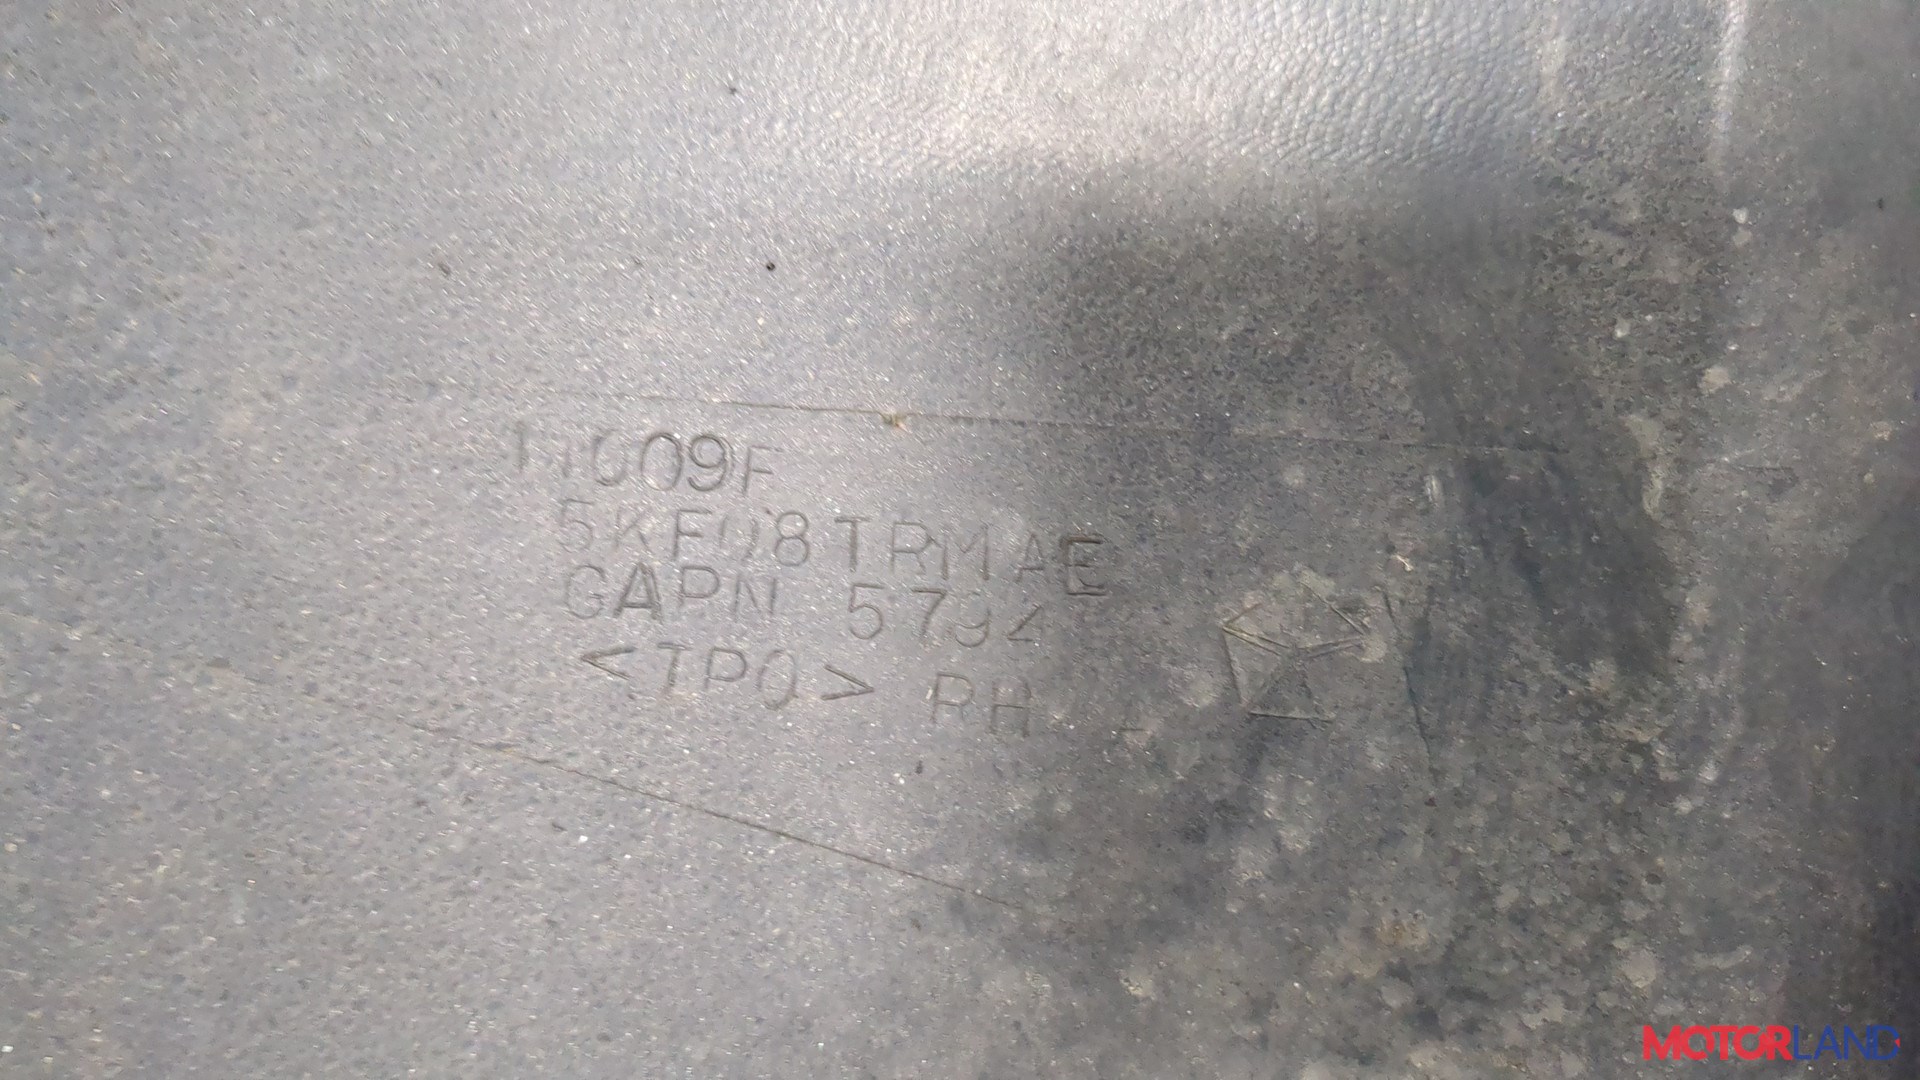 5KF08TRMAE
GAPN 5794
<TPO> RH
MOTORLAND